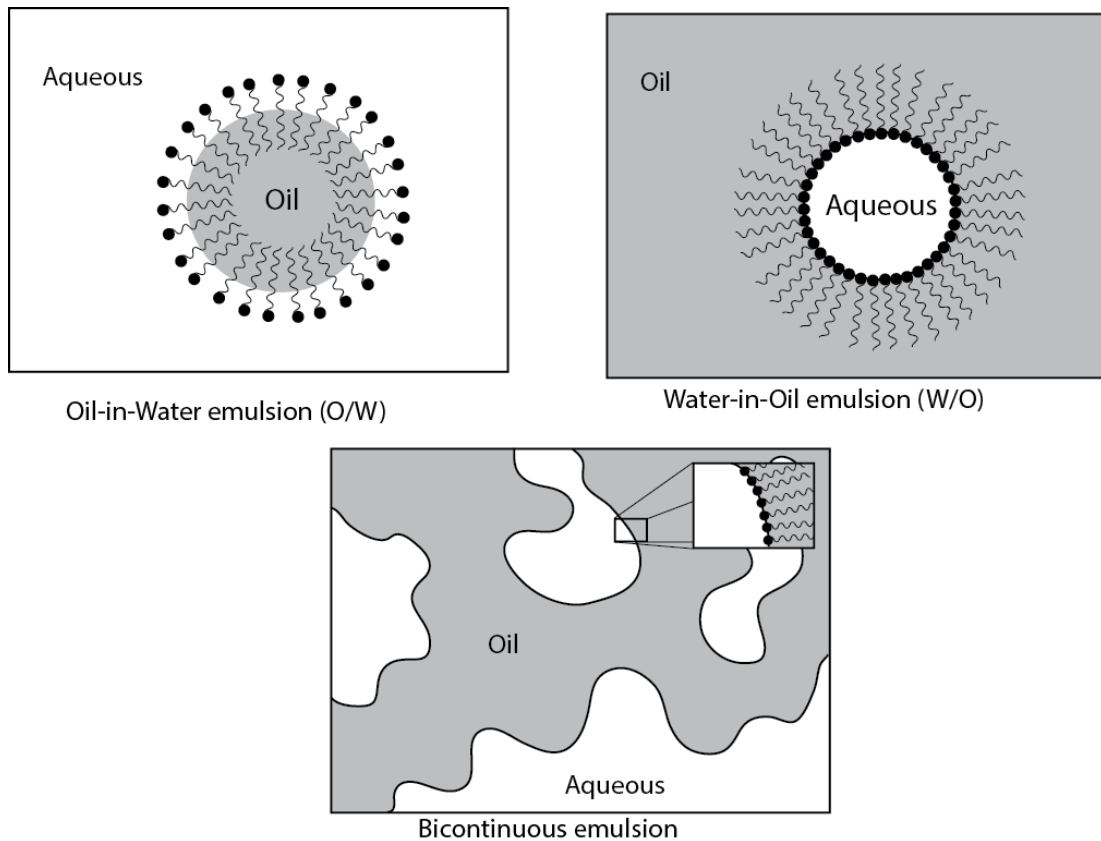 Aqueous
Oil
Oil-in-Water emulsion (O/W)
Oil
Aqueous
Water-in-Oil emulsion (W/O)
Oil
Aqueous
Bicontinuous emulsion